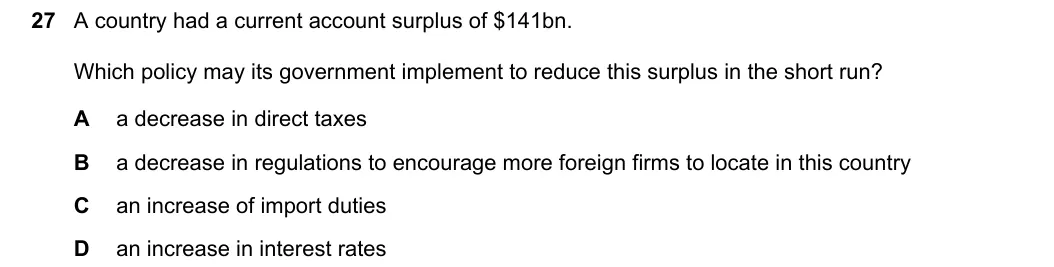 27 A country had a current account surplus of $141bn.
Which policy may its government implement to reduce this surplus in the short run?
A a decrease in direct taxes
B a decrease in regulations to encourage more foreign firms to locate in this country
C an increase of import duties
D an increase in interest rates